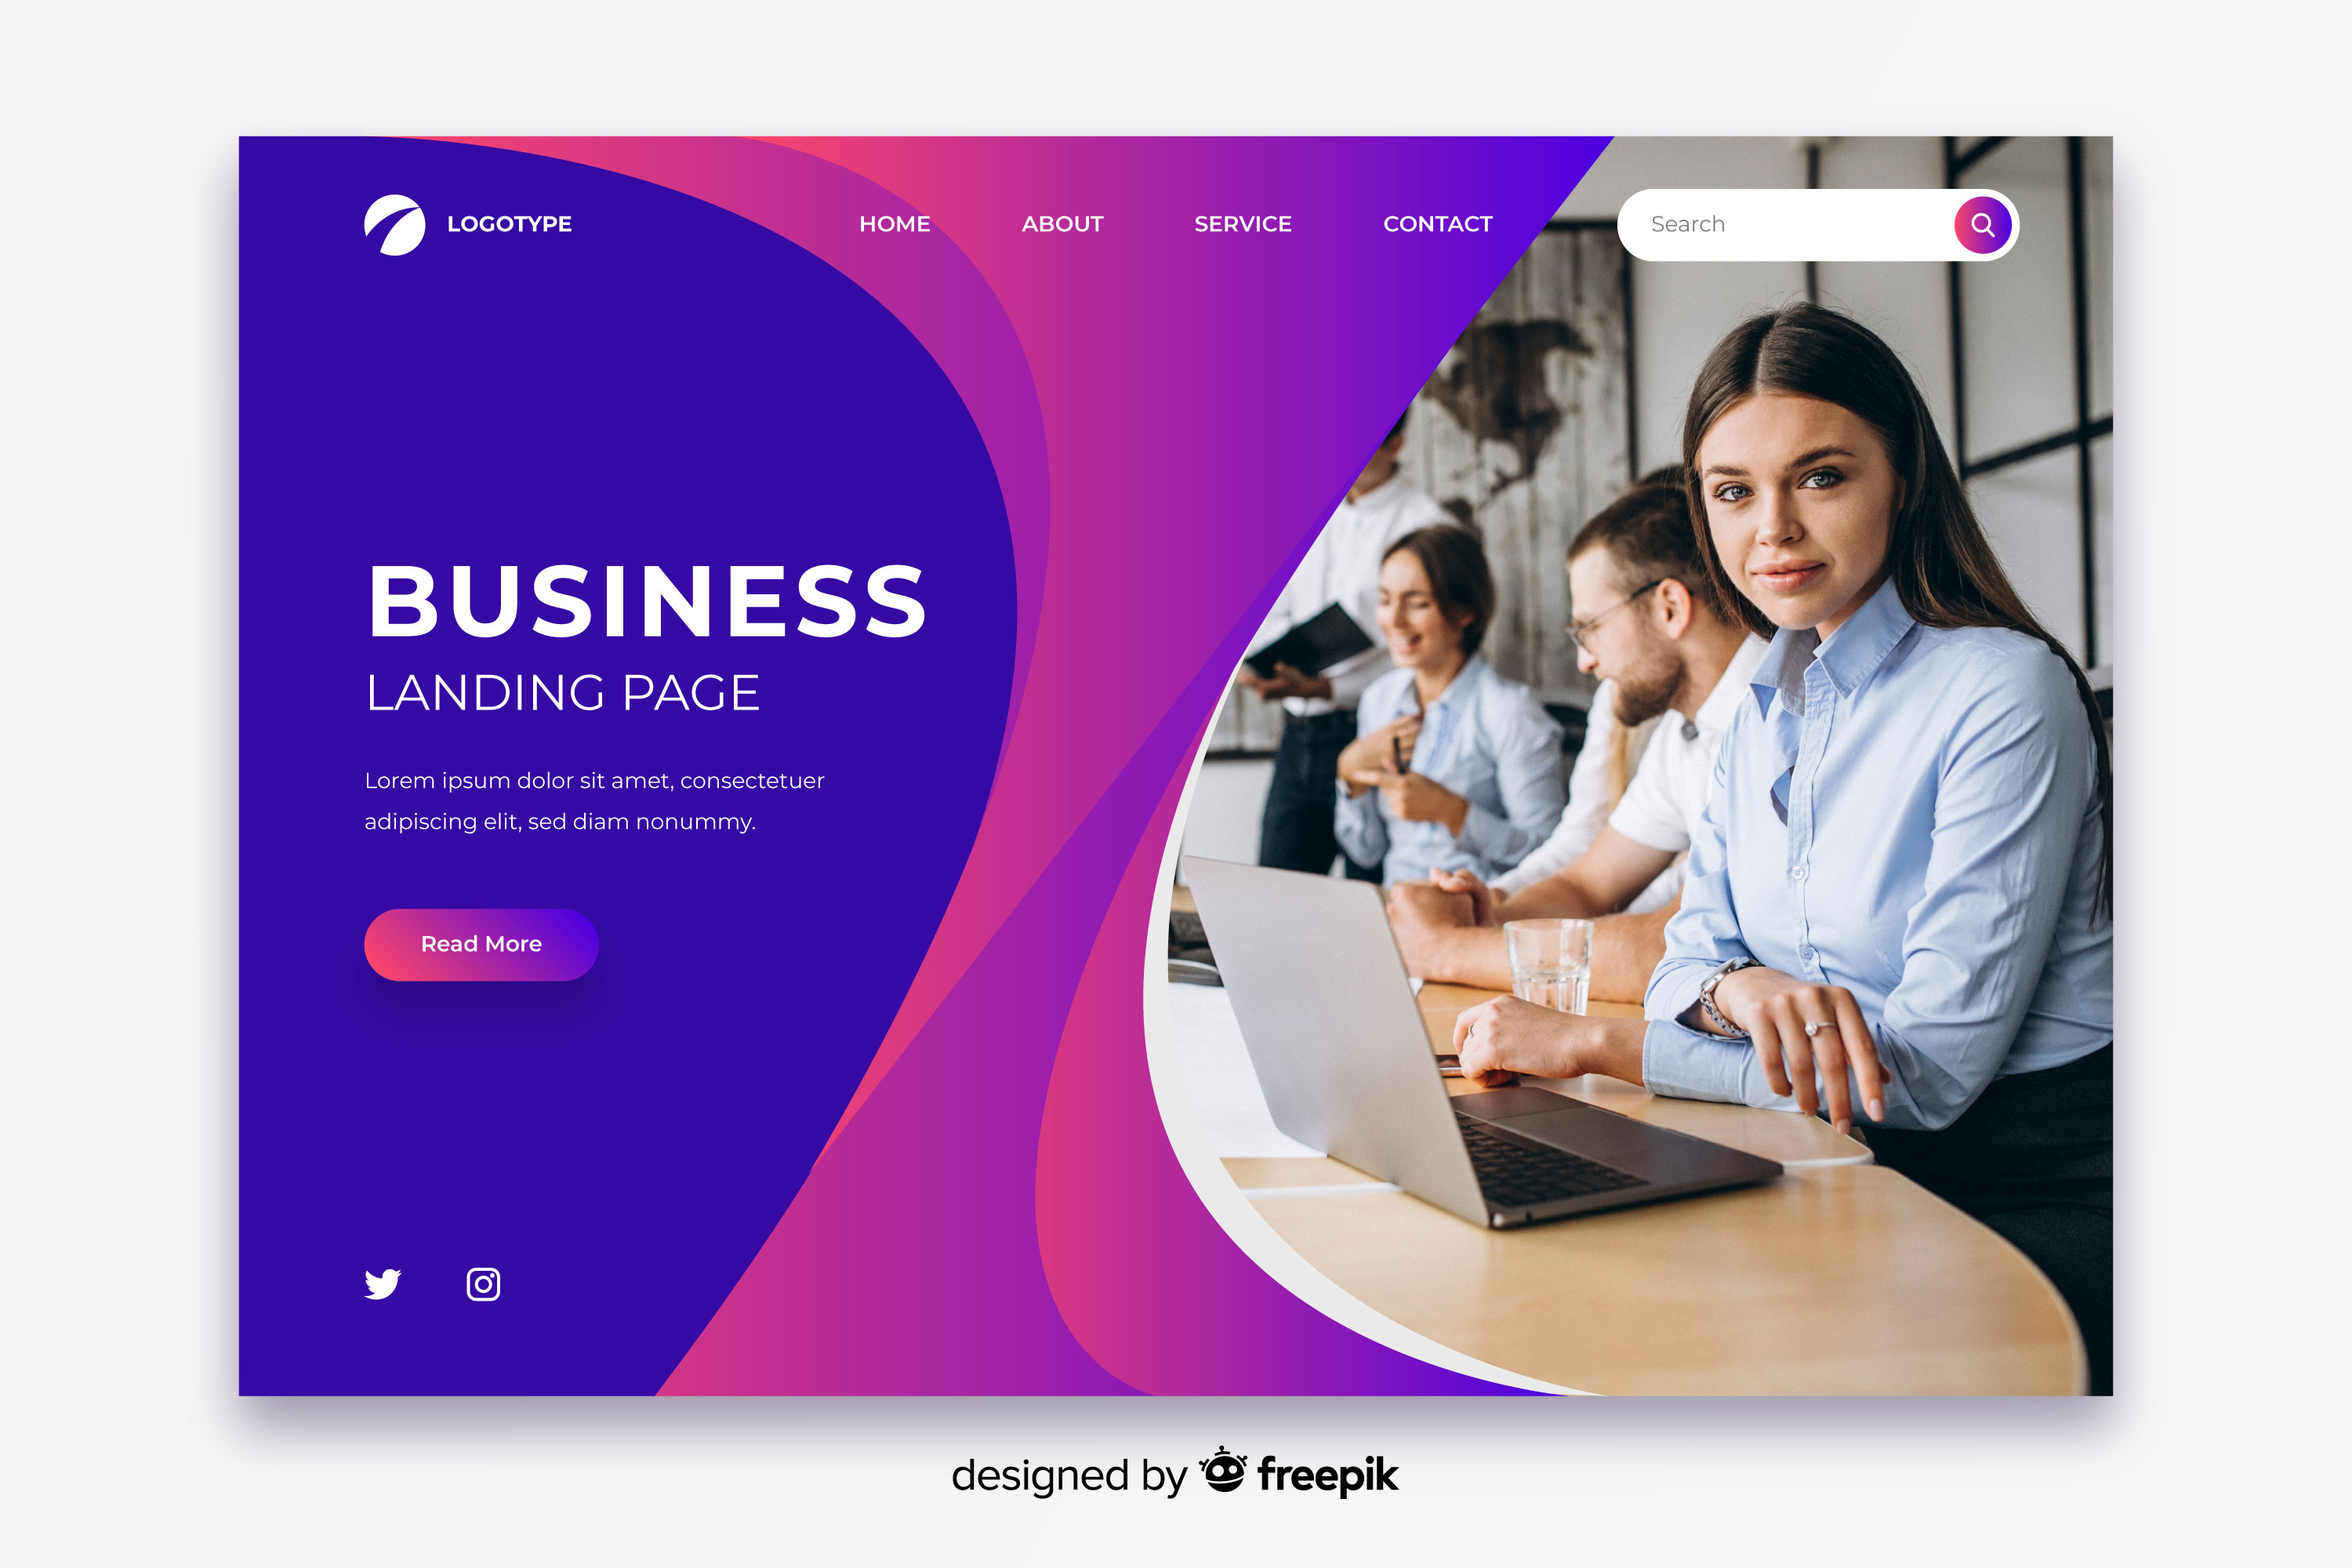 LOGOTYPE
HOME ABOUT SERVICE CONTACT
Search
BUSINESS
LANDING PAGE
Lorem ipsum dolor sit amet, consectetuer
adipiscing elit, sed diam nonummy.
Read More
designed by freepik